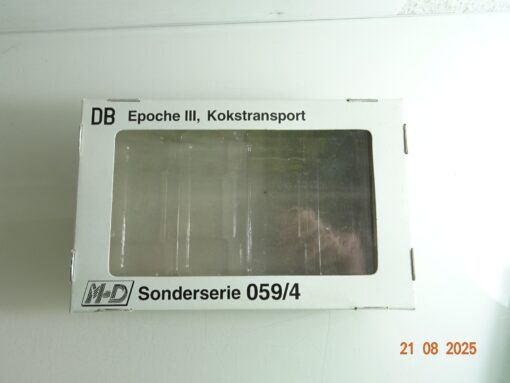 DB Epoche III, Kokstransport
M+D Sonderserie 059/4
21 08 2025